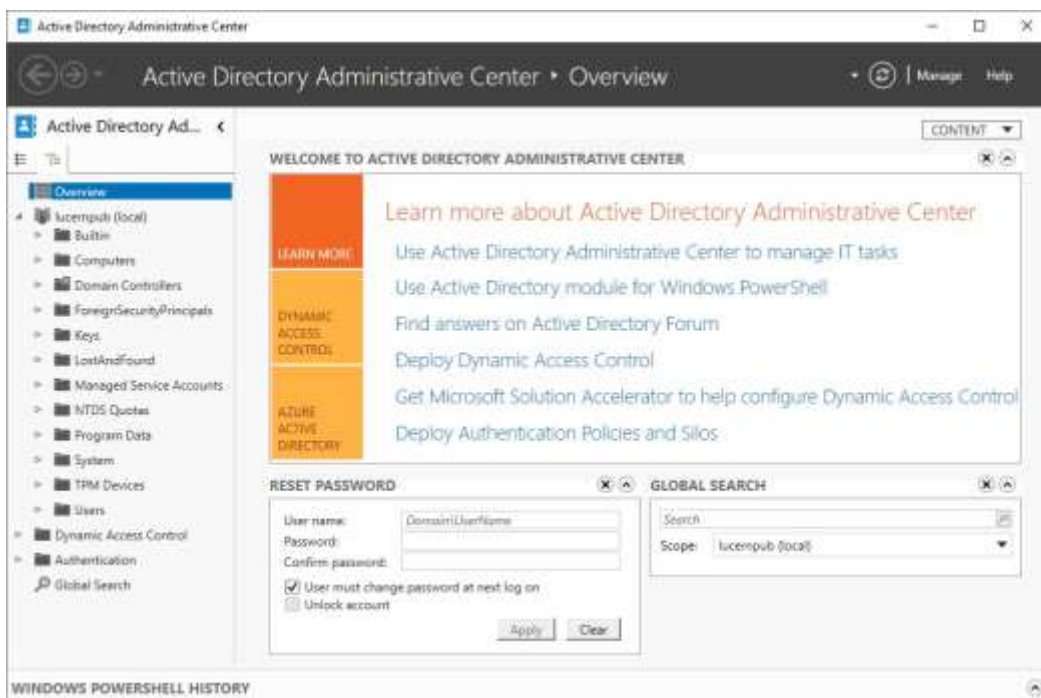 Active Directory Administrative Center
Active Directory Administrative Center • Overview
Manage Help
Active Directory Ad...
CONTENT
Overview
lucernpub (local)
Builtin
Computers
Domain Controllers
ForeignSecurityPrincipals
Keys
LostAndFound
Managed Service Accounts
NTDS Quotas
Program Data
System
TPM Devices
Users
Dynamic Access Control
Authentication
Global Search
WELCOME TO ACTIVE DIRECTORY ADMINISTRATIVE CENTER
LEARN MORE
DYNAMIC
ACCESS
CONTROL
AZURE
ACTIVE
DIRECTORY
Learn more about Active Directory Administrative Center
Use Active Directory Administrative Center to manage IT tasks
Use Active Directory module for Windows PowerShell
Find answers on Active Directory Forum
Deploy Dynamic Access Control
Get Microsoft Solution Accelerator to help configure Dynamic Access Control
Deploy Authentication Policies and Silos
RESET PASSWORD
User name: Domain\UserName
Password:
Confirm password:
User must change password at next log on
Unlock account
Apply Clear
GLOBAL SEARCH
Search
Scope: lucernpub (local)
WINDOWS POWERSHELL HISTORY